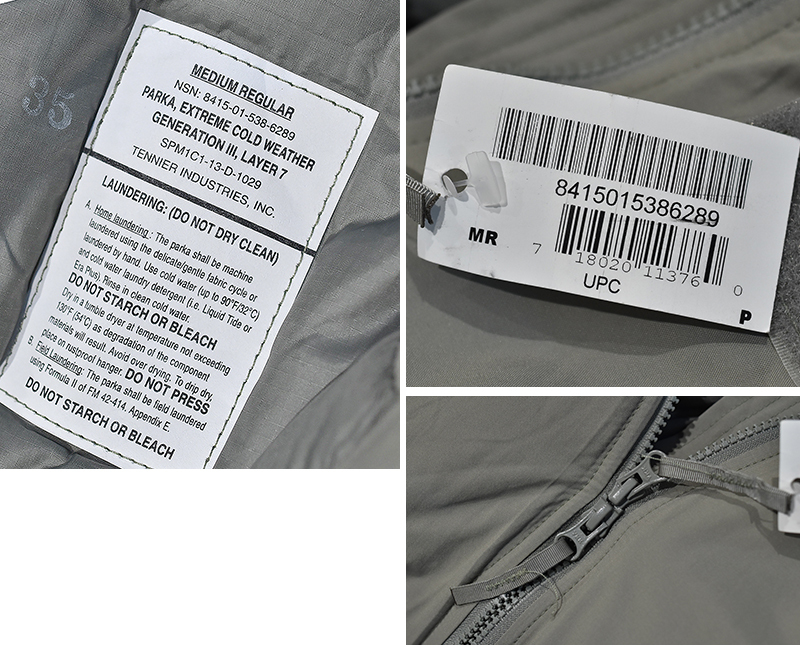 35
MEDIUM REGULAR
NSN: 8415-01-538-6289
PARKA, EXTREME COLD WEATHER
GENERATION III, LAYER 7
SPM1C1-13-D-1029
TENNIER INDUSTRIES, INC.
LAUNDERING: (DO NOT DRY CLEAN)
A. Home laundering: The parka shall be machine
laundered using the delicate/gentle fabric cycle or
laundered by hand. Use cold water (up to 90°F/32°C)
and cold water laundry detergent (i.e. Liquid Tide or
Era Plus). Rinse in clean cold water.
DO NOT STARCH OR BLEACH
Dry in a tumble dryer at temperature not exceeding
130°F (54°C) as degradation of the component
materials will result. Avoid over drying. To drip dry,
place on rustproof hanger. DO NOT PRESS
B. Field Laundering: The parka shall be field laundered
using Formula II of FM 42-414, Appendix E.
DO NOT STARCH OR BLEACH
8415015386289
MR
7 18020 11376 0
UPC
P